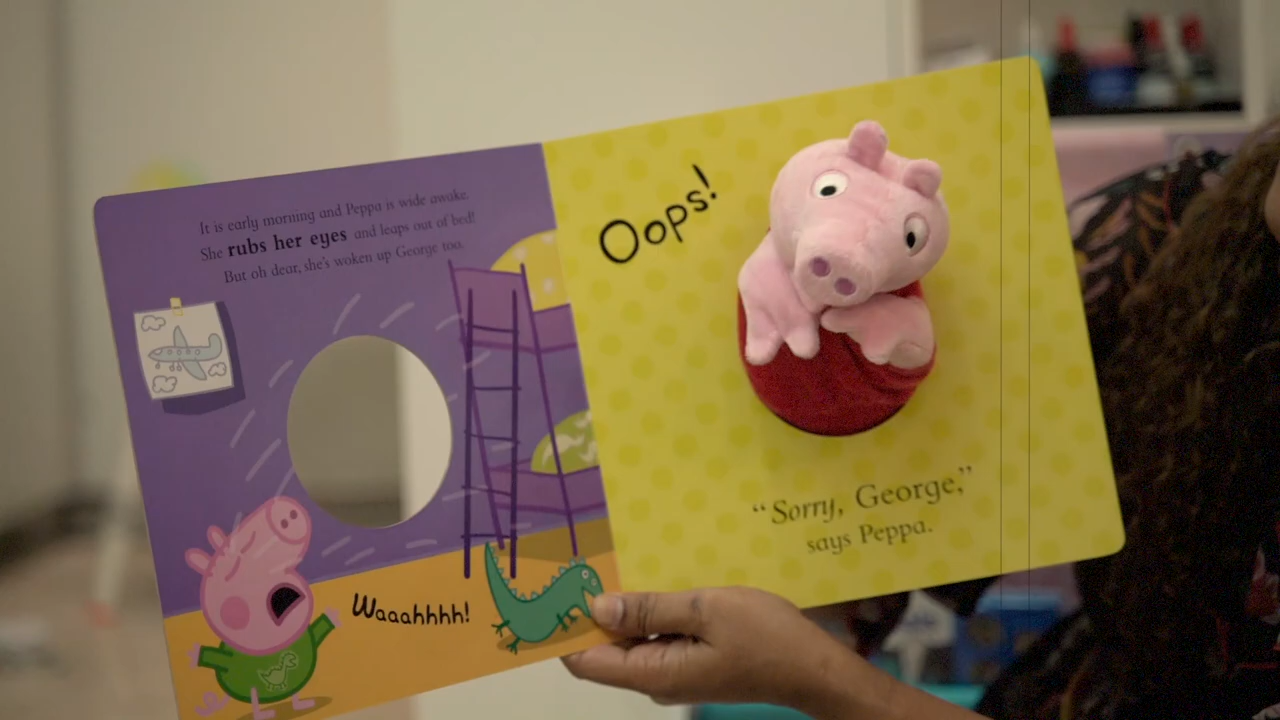 It is early morning and Peppa is wide awake.
She rubs her eyes and leaps out of bed!
But oh dear, she's woken up George too.
Waaahhhh!
Oops!
“Sorry, George,”
says Peppa.